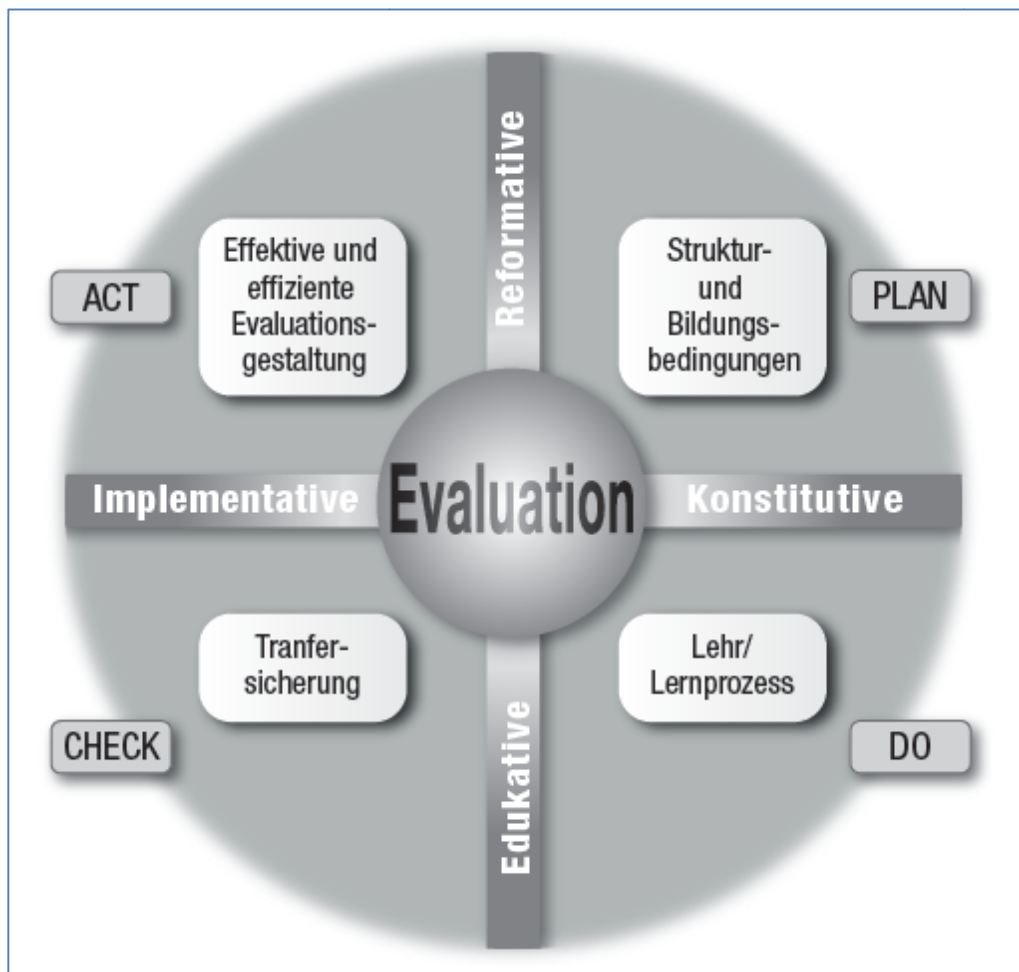 Reformative
Effektive und
effiziente
Evaluations-
gestaltung
ACT
Struktur-
und
Bildungs-
bedingungen
PLAN
Implementative
Evaluation
Konstitutive
Tranfer-
sicherung
CHECK
Lehr/
Lernprozess
DO
Edukative